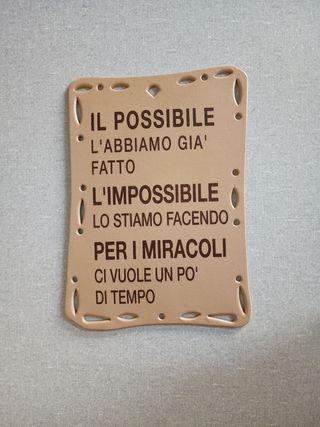 IL POSSIBILE
L'ABBIAMO GIA'
FATTO
L'IMPOSSIBILE
LO STIAMO FACENDO
PER I MIRACOLI
CI VUOLE UN PO'
DI TEMPO